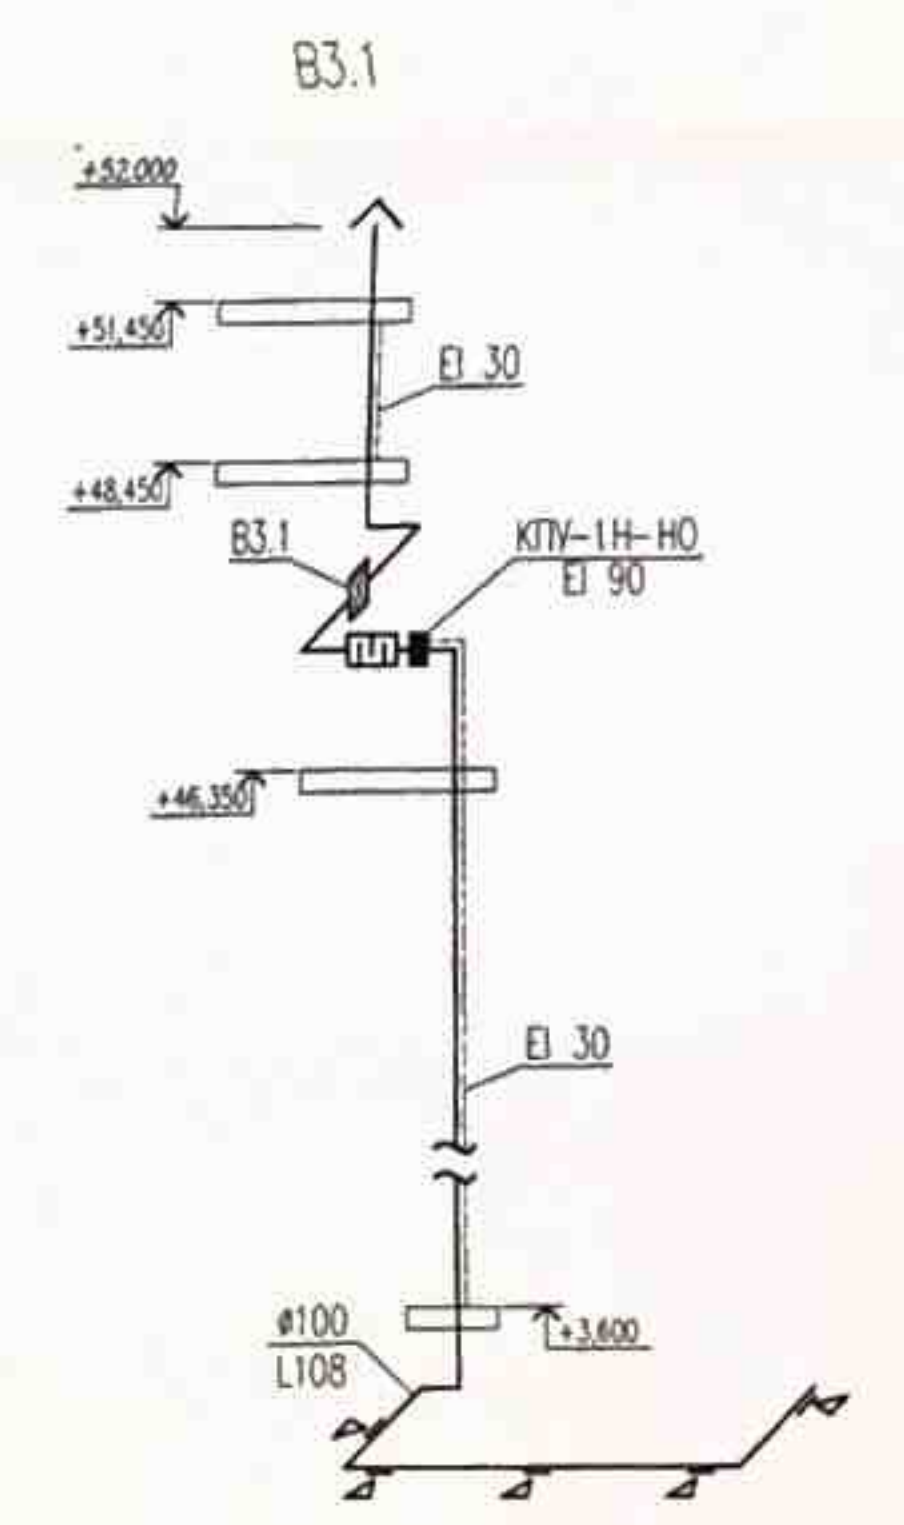 В3.1
+52.000
+51,450
EI 30
+48,450
В3.1
КПУ-1Н-НО
EI 90
+46,350
EI 30
ø100
L108
+3,600